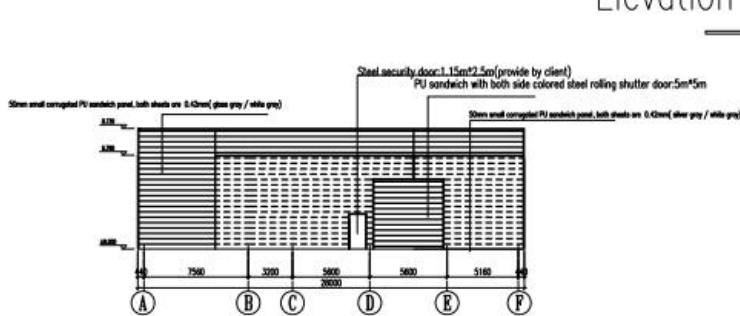 Elevation
Steel security door:1.15m*2.5m(provide by client)
PU sandwich with both side colored steel rolling shutter door:5m*5m
50mm small corrugated PU sandwich panel, both sheets are 0.42mm( glass gray / white gray)
50mm small corrugated PU sandwich panel, both sheets are 0.42mm( silver gray / white gray)
±0.000
440 7560 3200 5600 5600 5160 440
28000
A B C D E F